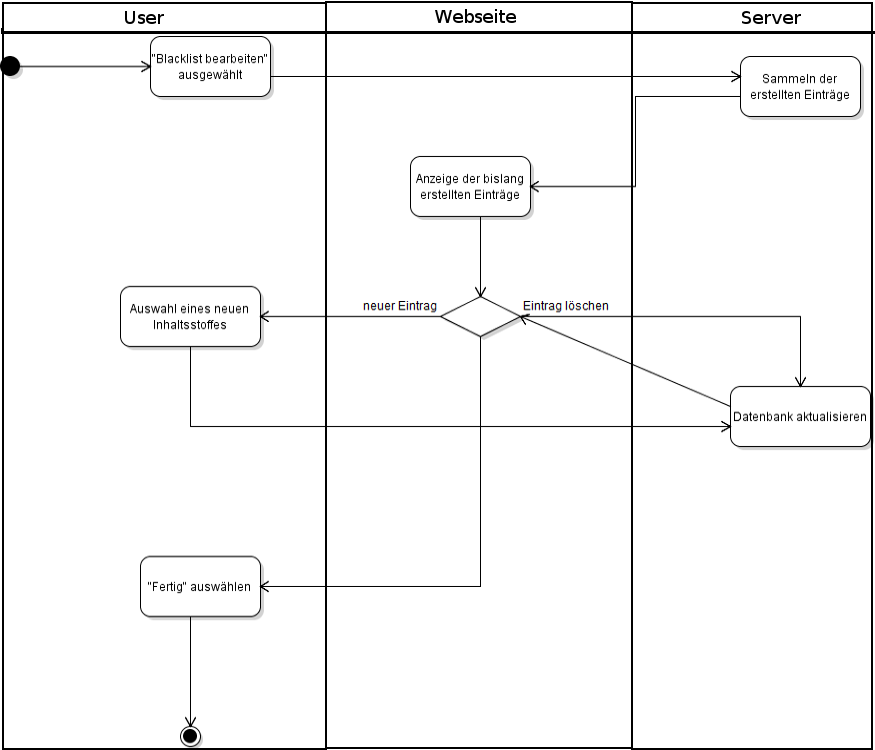 User
Webseite
Server
"Blacklist bearbeiten"
ausgewählt
Sammeln der
erstellten Einträge
Anzeige der bislang
erstellten Einträge
neuer Eintrag
Eintrag löschen
Auswahl eines neuen
Inhaltsstoffes
Datenbank aktualisieren
"Fertig" auswählen